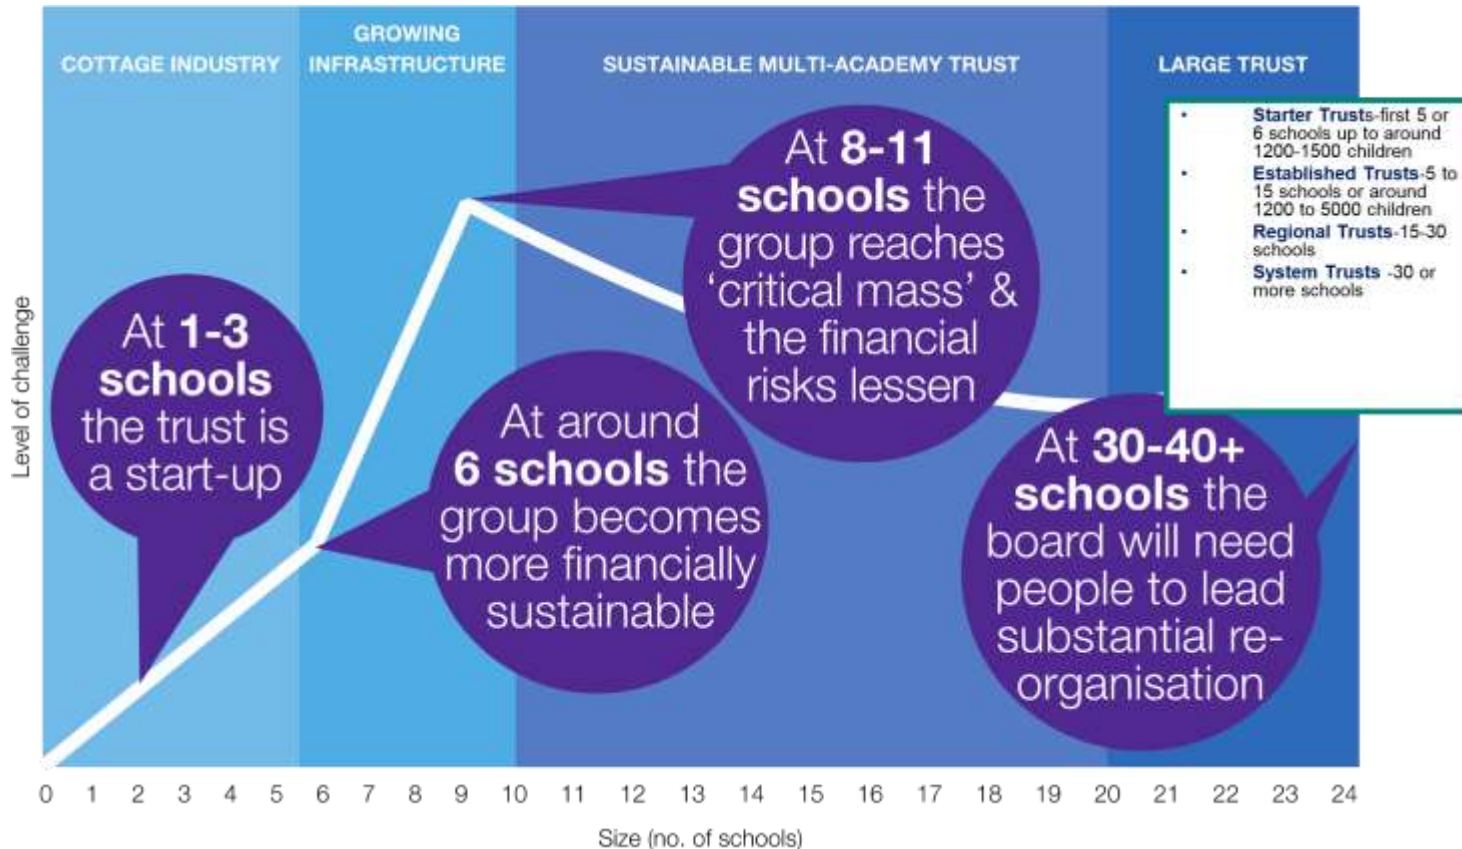 COTTAGE INDUSTRY
GROWING
INFRASTRUCTURE
SUSTAINABLE MULTI-ACADEMY TRUST
LARGE TRUST
• Starter Trusts-first 5 or
6 schools up to around
1200-1500 children
• Established Trusts-5 to
15 schools or around
1200 to 5000 children
• Regional Trusts-15-30
schools
• System Trusts -30 or
more schools
At 8-11
schools the
group reaches
‘critical mass’ &
the financial
risks lessen
At 1-3
schools
the trust is
a start-up
At around
6 schools the
group becomes
more financially
sustainable
At 30-40+
schools the
board will need
people to lead
substantial re-
organisation
Level of challenge
0 1 2 3 4 5 6 7 8 9 10 11 12 13 14 15 16 17 18 19 20 21 22 23 24
Size (no. of schools)